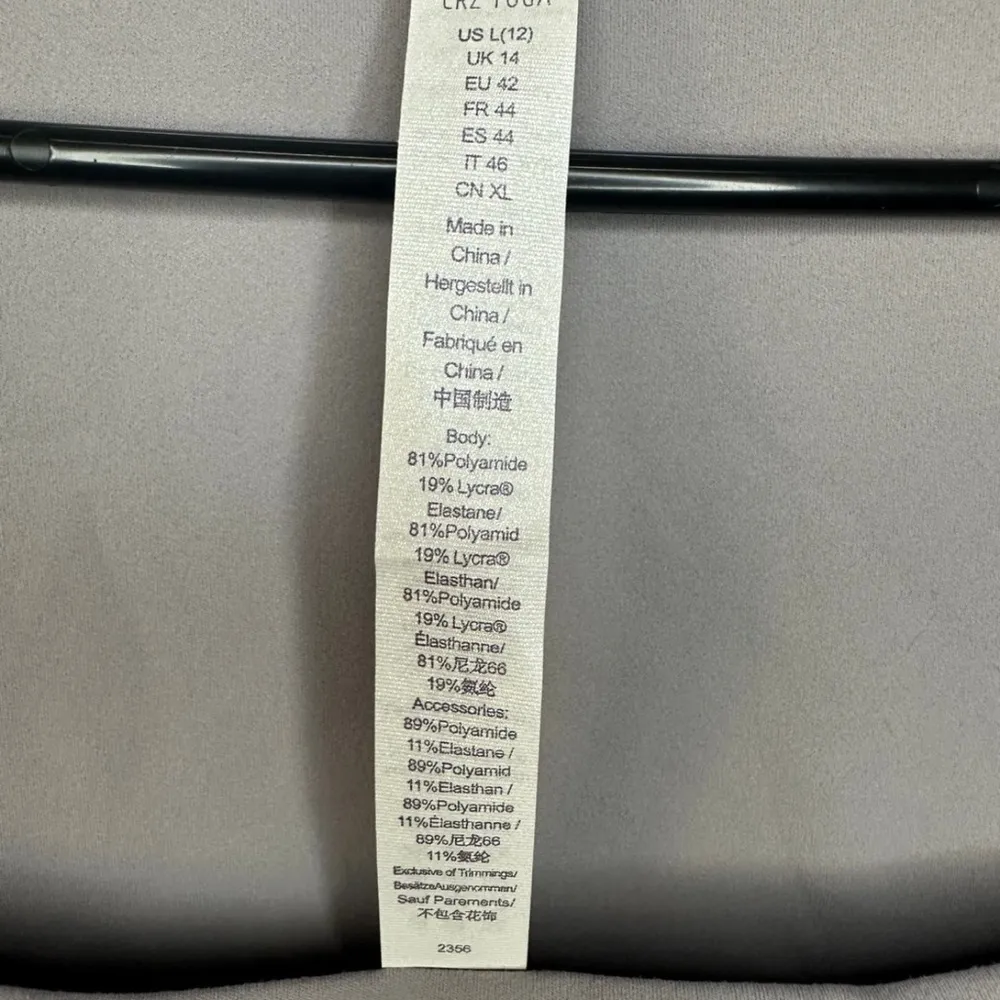 CRZ YOGA
US L(12)
UK 14
EU 42
FR 44
ES 44
IT 46
CN XL
Made in
China /
Hergestellt in
China /
Fabriqué en
China /
中国制造
Body:
81%Polyamide
19% Lycra®
Elastane/
81%Polyamid
19% Lycra®
Elasthan/
81%Polyamide
19% Lycra®
Élasthanne/
81%尼龙66
19%氨纶
Accessories:
89%Polyamide
11%Elastane /
89%Polyamid
11%Elasthan /
89%Polyamide
11%Élasthanne /
89%尼龙66
11%氨纶
Exclusive of Trimmings/
BesätzeAusgenommen/
Sauf Parements/
不包含花饰
2356